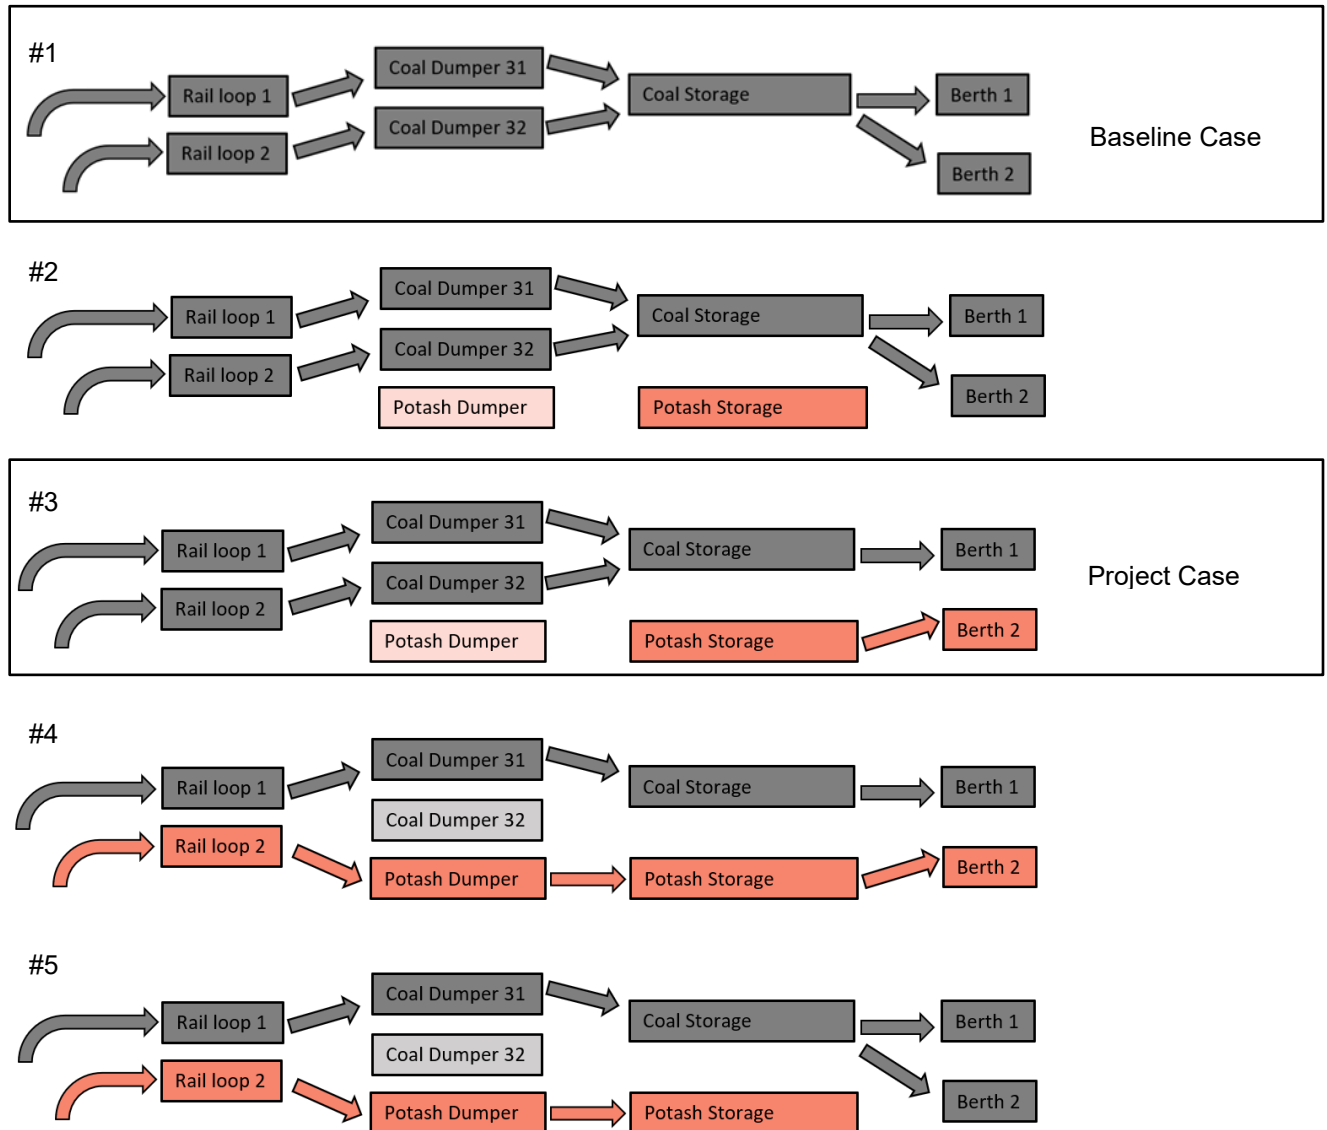 #1
Rail loop 1
Coal Dumper 31
Coal Storage
Berth 1
Rail loop 2
Coal Dumper 32
Berth 2
Baseline Case
#2
Rail loop 1
Coal Dumper 31
Coal Storage
Berth 1
Rail loop 2
Coal Dumper 32
Berth 2
Potash Dumper
Potash Storage
#3
Rail loop 1
Coal Dumper 31
Coal Storage
Berth 1
Rail loop 2
Coal Dumper 32
Project Case
Potash Dumper
Potash Storage
Berth 2
#4
Rail loop 1
Coal Dumper 31
Coal Storage
Berth 1
Coal Dumper 32
Rail loop 2
Potash Dumper
Potash Storage
Berth 2
#5
Rail loop 1
Coal Dumper 31
Coal Storage
Berth 1
Coal Dumper 32
Rail loop 2
Potash Dumper
Potash Storage
Berth 2